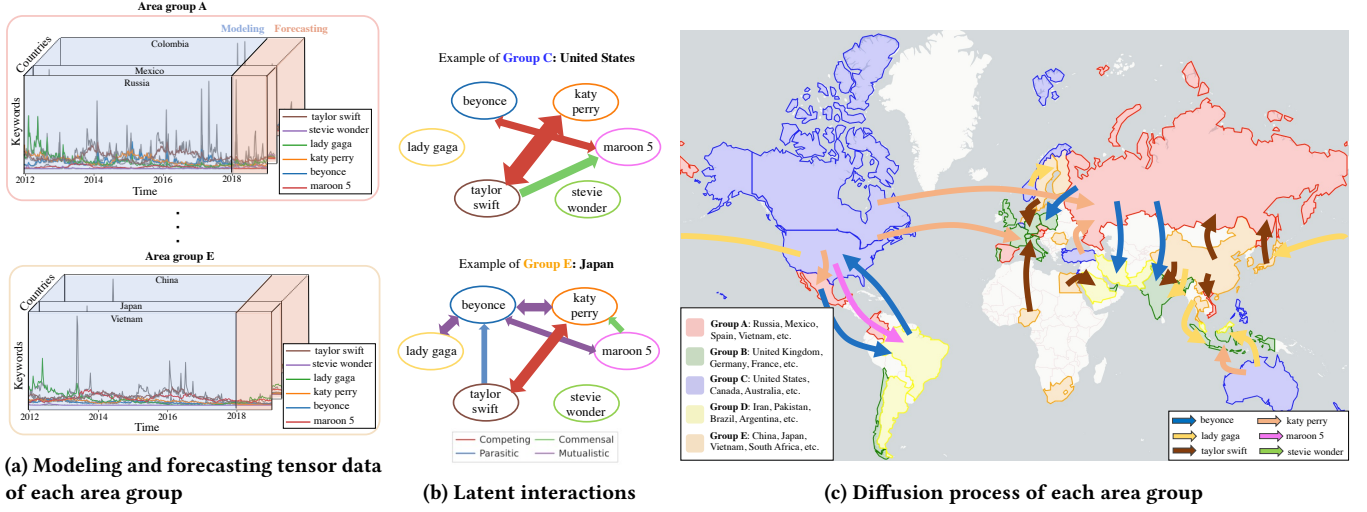 Area group A
Modeling Forecasting
Countries
Colombia
Mexico
Russia
Keywords
taylor swift
stevie wonder
lady gaga
katy perry
beyonce
maroon 5
2012 2014 2016 2018
Time
Area group E
Countries
China
Japan
Vietnam
Keywords
taylor swift
stevie wonder
lady gaga
katy perry
beyonce
maroon 5
2012 2014 2016 2018
Time
(a) Modeling and forecasting tensor data
of each area group
Example of Group C: United States
beyonce
katy
perry
lady gaga
maroon 5
taylor
swift
stevie
wonder
Example of Group E: Japan
beyonce
katy
perry
lady gaga
maroon 5
taylor
swift
stevie
wonder
Competing Commensal
Parasitic Mutualistic
(b) Latent interactions
Group A: Russia, Mexico,
Spain, Vietnam, etc.
Group B: United Kingdom,
Germany, France, etc.
Group C: United States,
Canada, Australia, etc.
Group D: Iran, Pakistan,
Brazil, Argentina, etc.
Group E: China, Japan,
Vietnam, South Africa, etc.
beyonce katy perry
lady gaga maroon 5
taylor swift stevie wonder
(c) Diffusion process of each area group